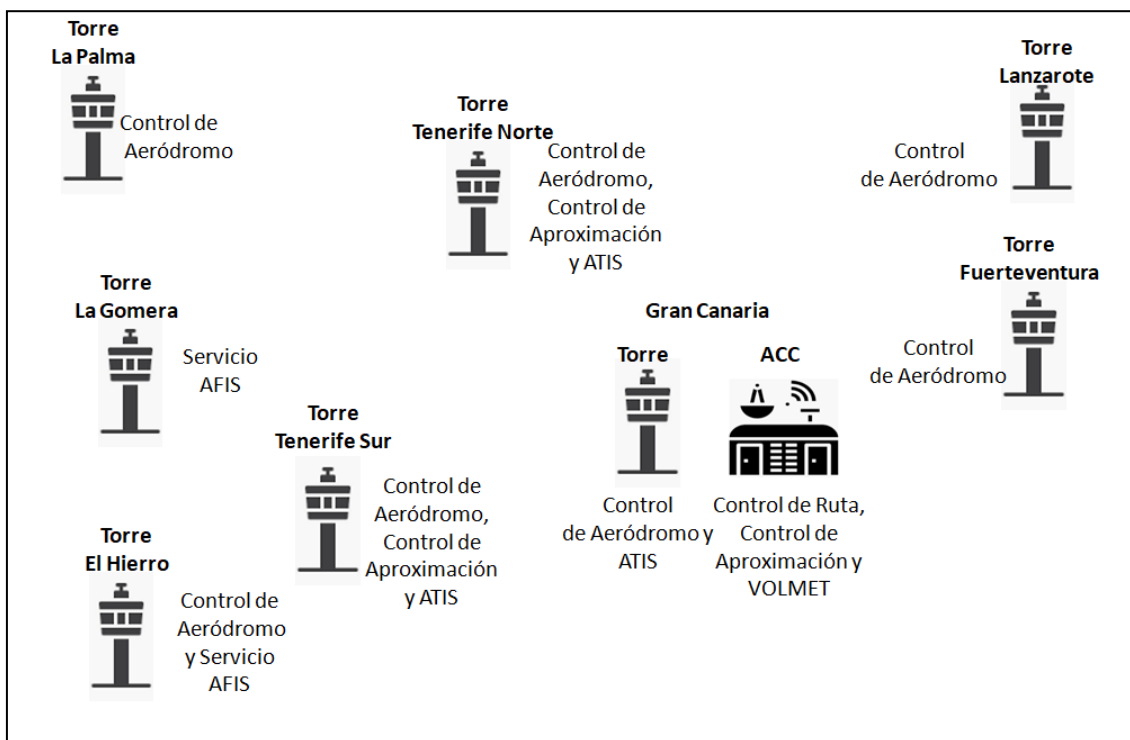 Torre
La Palma
Control de
Aeródromo
Torre
Tenerife Norte
Control de
Aeródromo,
Control de
Aproximación
y ATIS
Torre
Lanzarote
Control
de Aeródromo
Torre
La Gomera
Servicio
AFIS
Torre
Fuerteventura
Control
de Aeródromo
Gran Canaria
Torre
Control
de Aeródromo y
ATIS
ACC
Control de Ruta,
Control de
Aproximación y
VOLMET
Torre
Tenerife Sur
Control de
Aeródromo,
Control de
Aproximación
y ATIS
Torre
El Hierro
Control de
Aeródromo
y Servicio
AFIS